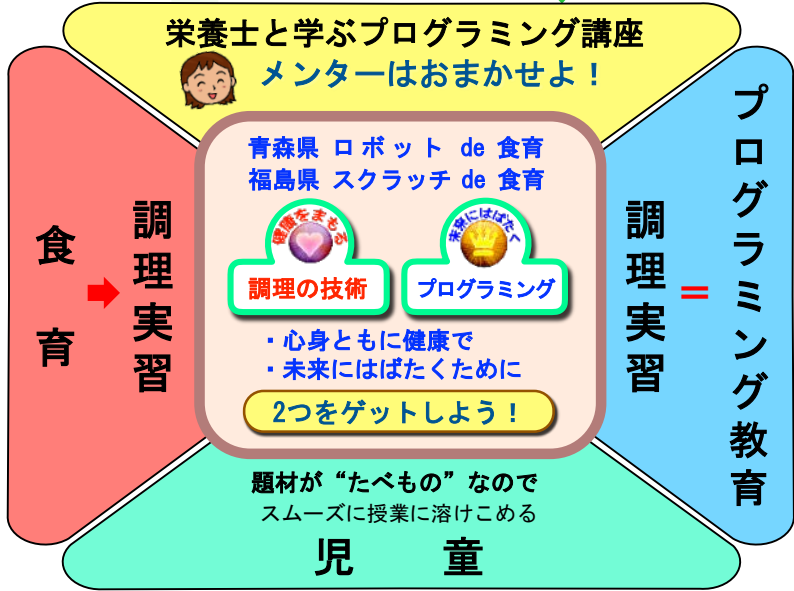 栄養士と学ぶプログラミング講座
メンターはおまかせよ！
食育
➡
調理実習
青森県 ロボット de 食育
福島県 スクラッチ de 食育
健康をまもる
調理の技術
未来にはばたく
プログラミング
・心身ともに健康で
・未来にはばたくために
2つをゲットしよう！
調理実習
＝
プログラミング教育
題材が“たべもの”なので
スムーズに授業に溶けこめる
児童